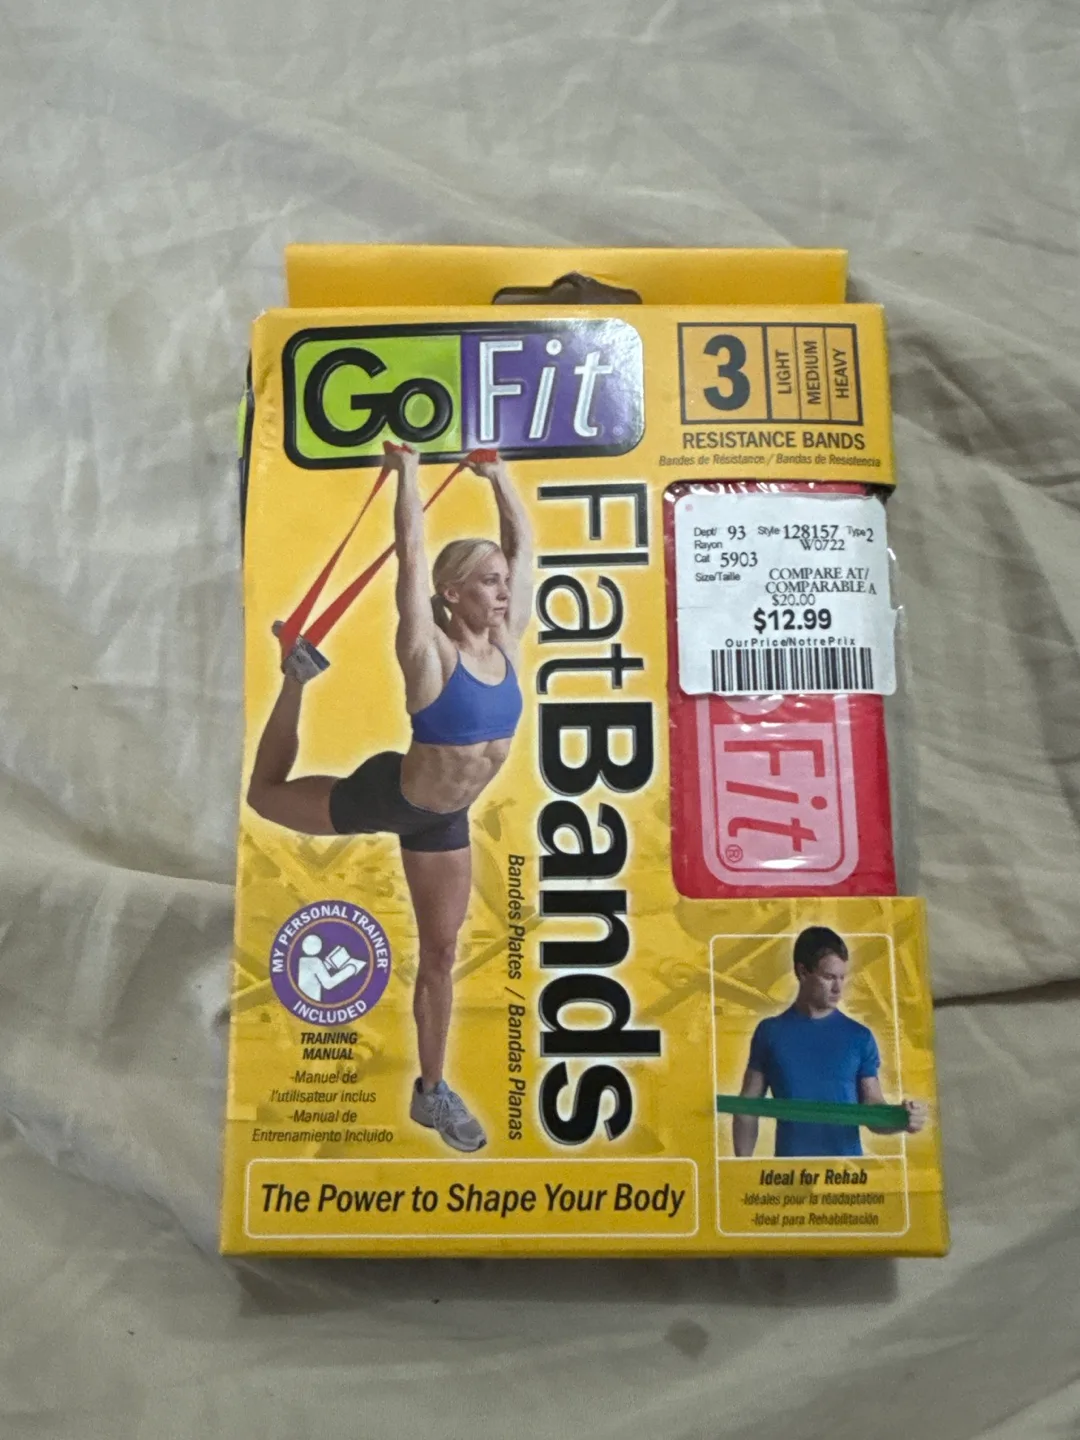 GoFit®
3 LIGHT MEDIUM HEAVY
RESISTANCE BANDS
Bandes de Résistance / Bandas de Resistencia
FlatBands
Bandes Plates / Bandas Planas
Dept/ 93 Style 128157 Type 2
Rayon W0722
Cat 5903
Size/Taille COMPARE AT/
COMPARABLE A
$20.00
$12.99
OurPrice/NotrePrix
Fit®
MY PERSONAL TRAINER
INCLUDED
TRAINING
MANUAL
-Manuel de
l'utilisateur inclus
-Manual de
Entrenamiento Incluido
The Power to Shape Your Body
Ideal for Rehab
-Idéales pour la réadaptation
-Ideal para Rehabilitación